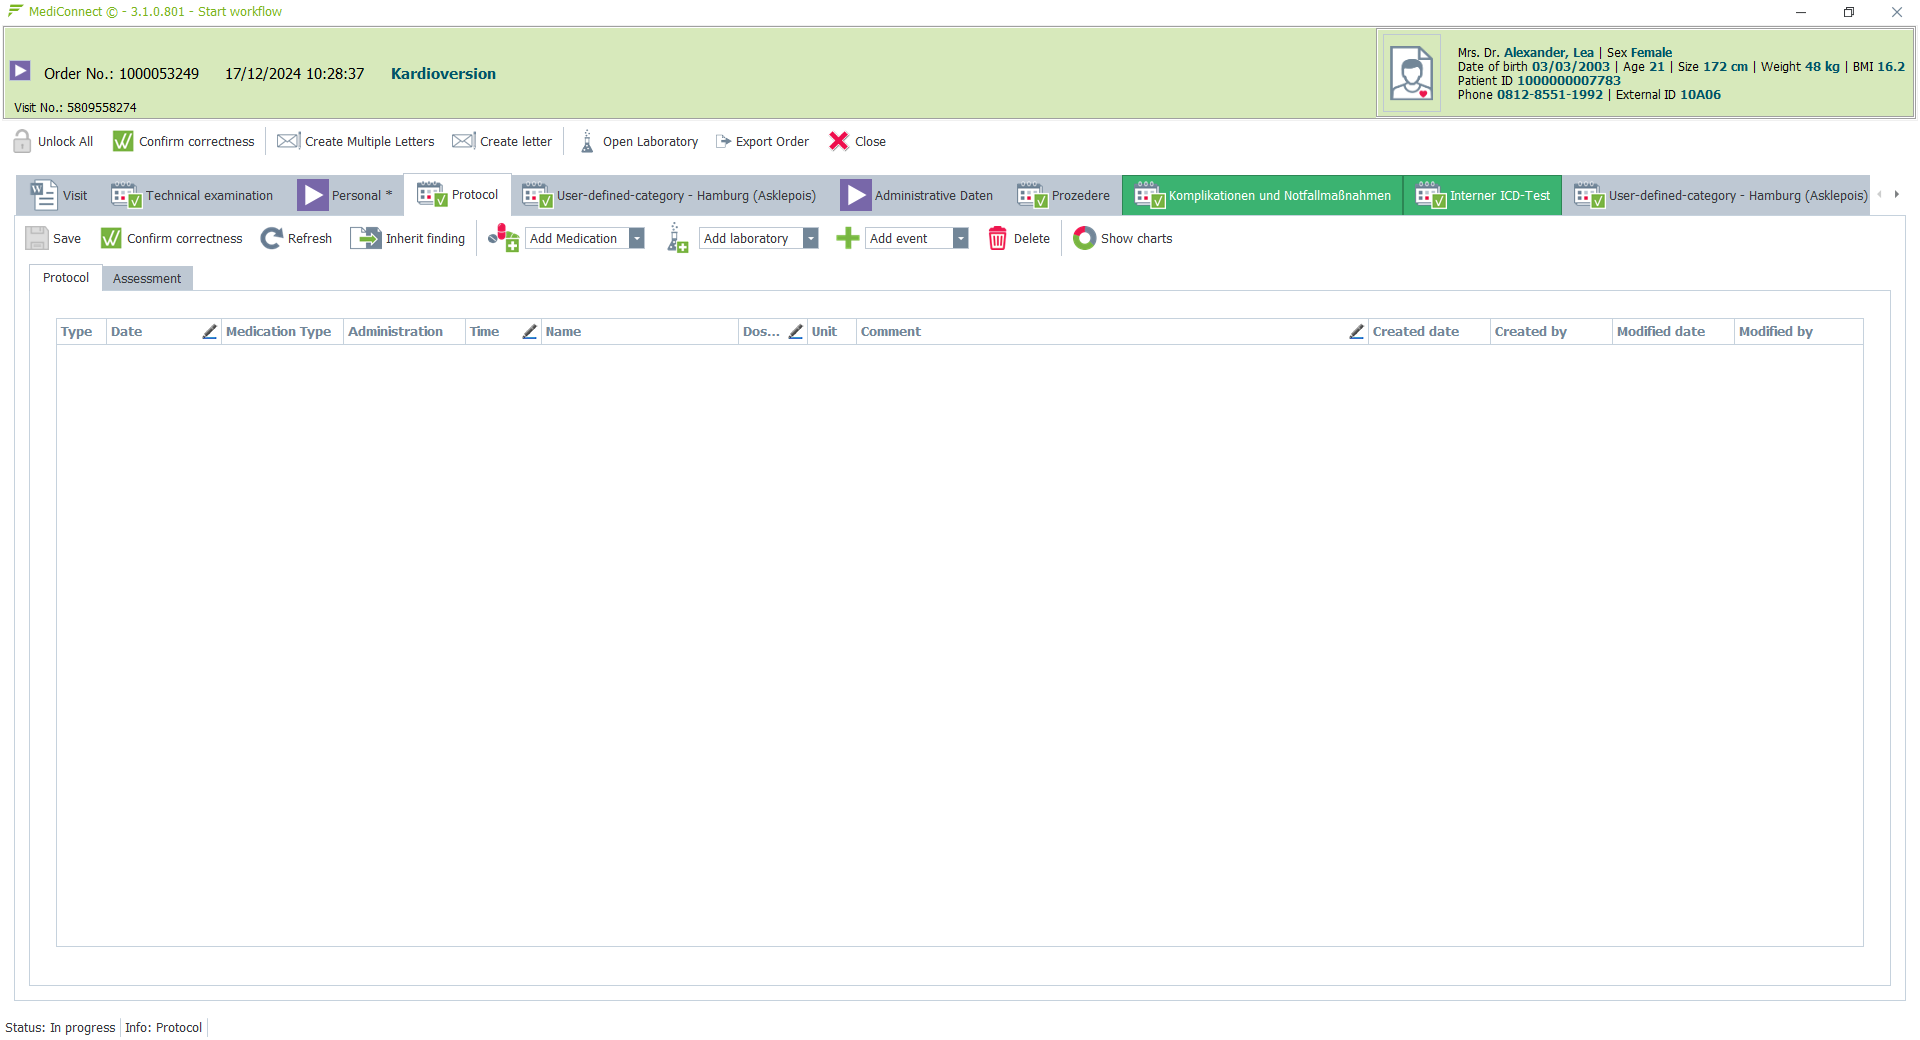 MediConnect © - 3.1.0.801 - Start workflow
Order No.: 1000053249 17/12/2024 10:28:37 Kardioversion
Visit No.: 5809558274
Mrs. Dr. Alexander, Lea | Sex Female
Date of birth 03/03/2003 | Age 21 | Size 172 cm | Weight 48 kg | BMI 16.2
Patient ID 1000000007783
Phone 0812-8551-1992 | External ID 10A06
Unlock All Confirm correctness Create Multiple Letters Create letter Open Laboratory Export Order Close
Visit Technical examination Personal * Protocol User-defined-category - Hamburg (Asklepois) Administrative Daten Prozedere Komplikationen und Notfallmaßnahmen Interner ICD-Test User-defined-category - Hamburg (Asklepois)
Save Confirm correctness Refresh Inherit finding Add Medication Add laboratory Add event Delete Show charts
Protocol Assessment
Type Date Medication Type Administration Time Name Dos... Unit Comment Created date Created by Modified date Modified by
Status: In progress Info: Protocol